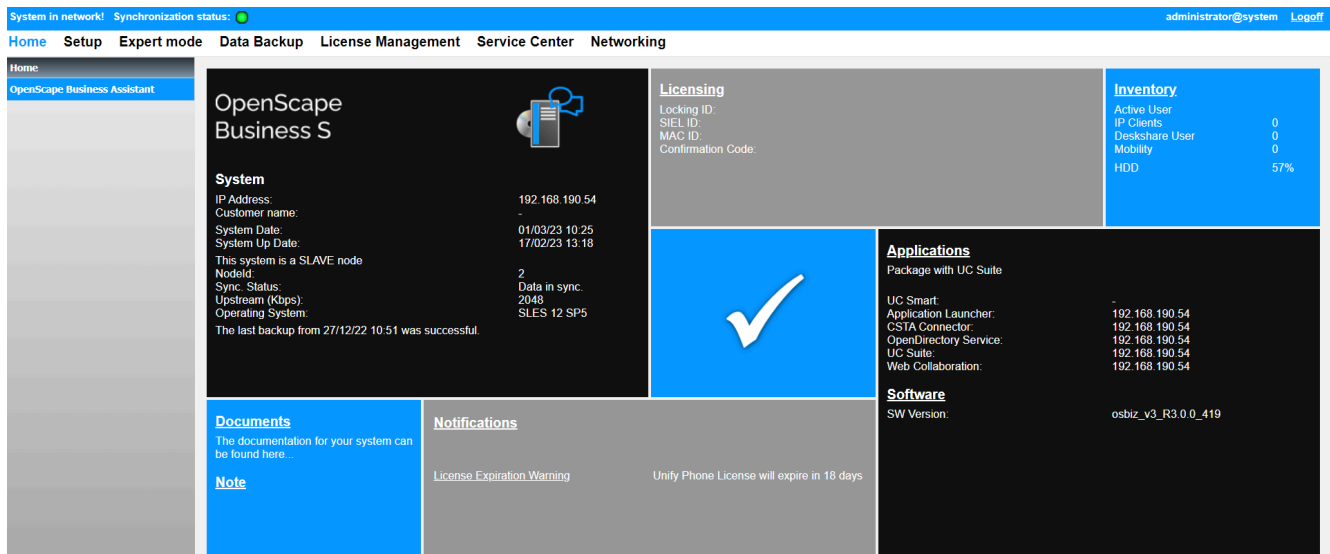 System in network! Synchronization status:
administrator@system Logoff
Home Setup Expert mode Data Backup License Management Service Center Networking
Home
OpenScape Business Assistant
OpenScape
Business S
System
IP Address: 192.168.190.54
Customer name: -
System Date: 01/03/23 10:25
System Up Date: 17/02/23 13:18
This system is a SLAVE node
NodeId: 2
Sync. Status: Data in sync.
Upstream (Kbps): 2048
Operating System: SLES 12 SP5
The last backup from 27/12/22 10:51 was successful.
Licensing
Locking ID:
SIEL ID:
MAC ID:
Confirmation Code:
Inventory
Active User
IP Clients 0
Deskshare User 0
Mobility 0
HDD 57%
Applications
Package with UC Suite
UC Smart: -
Application Launcher: 192.168.190.54
CSTA Connector: 192.168.190.54
OpenDirectory Service: 192.168.190.54
UC Suite: 192.168.190.54
Web Collaboration: 192.168.190.54
Software
SW Version: osbiz_v3_R3.0.0_419
Documents
The documentation for your system can
be found here...
Note
Notifications
License Expiration Warning Unify Phone License will expire in 18 days